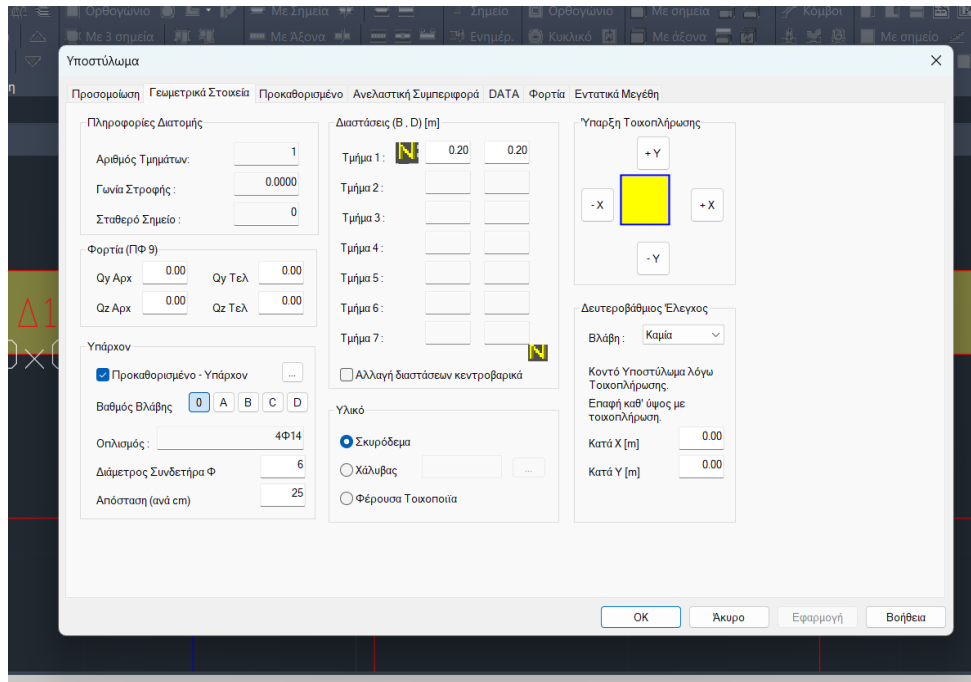 Ορθογώνιο Με Σημεία Σημείο Ορθογώνιο Με σημεία Κόμβοι
Με 3 σημεία Με Άξονα Ενημέρ. Κυκλικό Με άξονα Με σημείο
Υποστύλωμα
Προσομοίωση Γεωμετρικά Στοιχεία Προκαθορισμένο Ανελαστική Συμπεριφορά DATA Φορτία Εντατικά Μεγέθη
Πληροφορίες Διατομής
Αριθμός Τμημάτων: 1
Γωνία Στροφής : 0.0000
Σταθερό Σημείο : 0
Φορτία (ΠΦ 9)
Qy Αρχ 0.00 Qy Τελ 0.00
Qz Αρχ 0.00 Qz Τελ 0.00
Υπάρχον
Προκαθορισμένο - Υπάρχον ...
Βαθμός Βλάβης 0 A B C D
Οπλισμός : 4Φ14
Διάμετρος Συνδετήρα Φ 6
Απόσταση (ανά cm) 25
Διαστάσεις (B , D) [m]
Τμήμα 1 : N 0.20 0.20
Τμήμα 2 :
Τμήμα 3 :
Τμήμα 4 :
Τμήμα 5 :
Τμήμα 6 :
Τμήμα 7 :
N
Αλλαγή διαστάσεων κεντροβαρικά
Υλικό
Σκυρόδεμα
Χάλυβας ...
Φέρουσα Τοιχοποιϊα
Ύπαρξη Τοιχοπλήρωσης
+ Y
- X + X
- Y
Δευτεροβάθμιος Έλεγχος
Βλάβη : Καμία
Κοντό Υποστύλωμα λόγω
Τοιχοπλήρωσης.
Επαφή καθ' ύψος με
τοιχοπλήρωση.
Κατά X [m] 0.00
Κατά Y [m] 0.00
OK Άκυρο Εφαρμογή Βοήθεια
Δ1